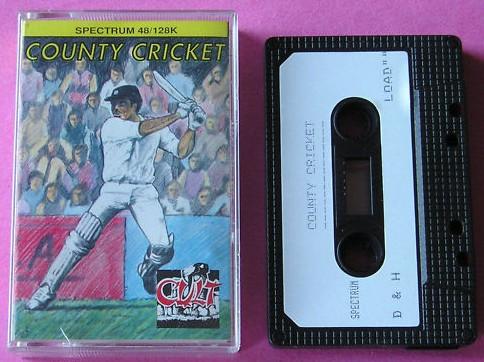 SPECTRUM 48/128K
COUNTY CRICKET
CULT
COUNTY CRICKET
--------------
SPECTRUM
D & H
LOAD""